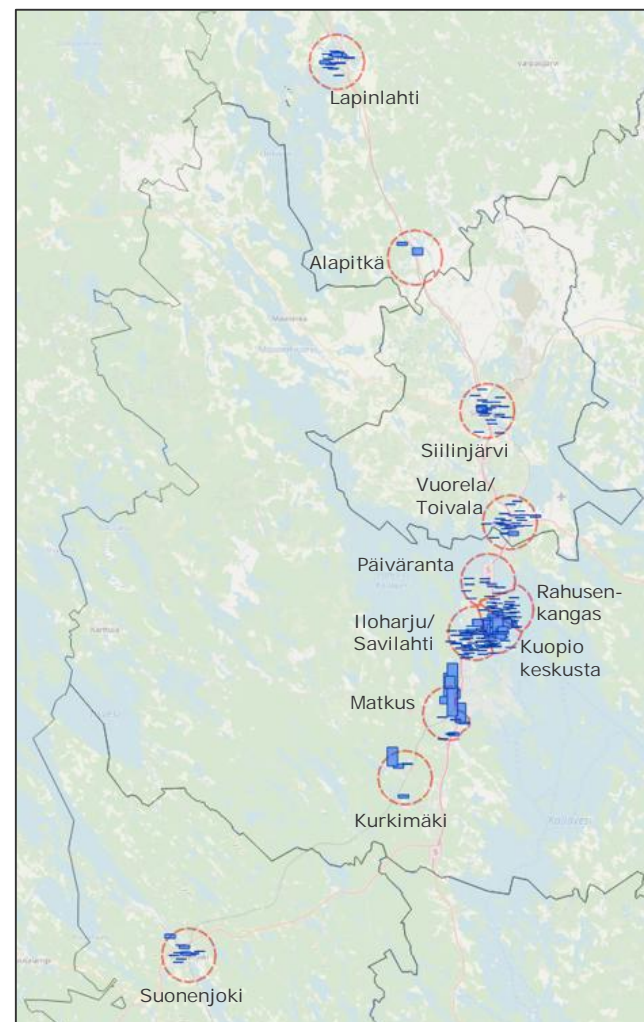 Lapinlahti
Alapitkä
Siilinjärvi
Vuorela/
Toivala
Päiväranta
Rahusen-
kangas
Iloharju/
Savilahti
Kuopio
keskusta
Matkus
Kurkimäki
Suonenjoki